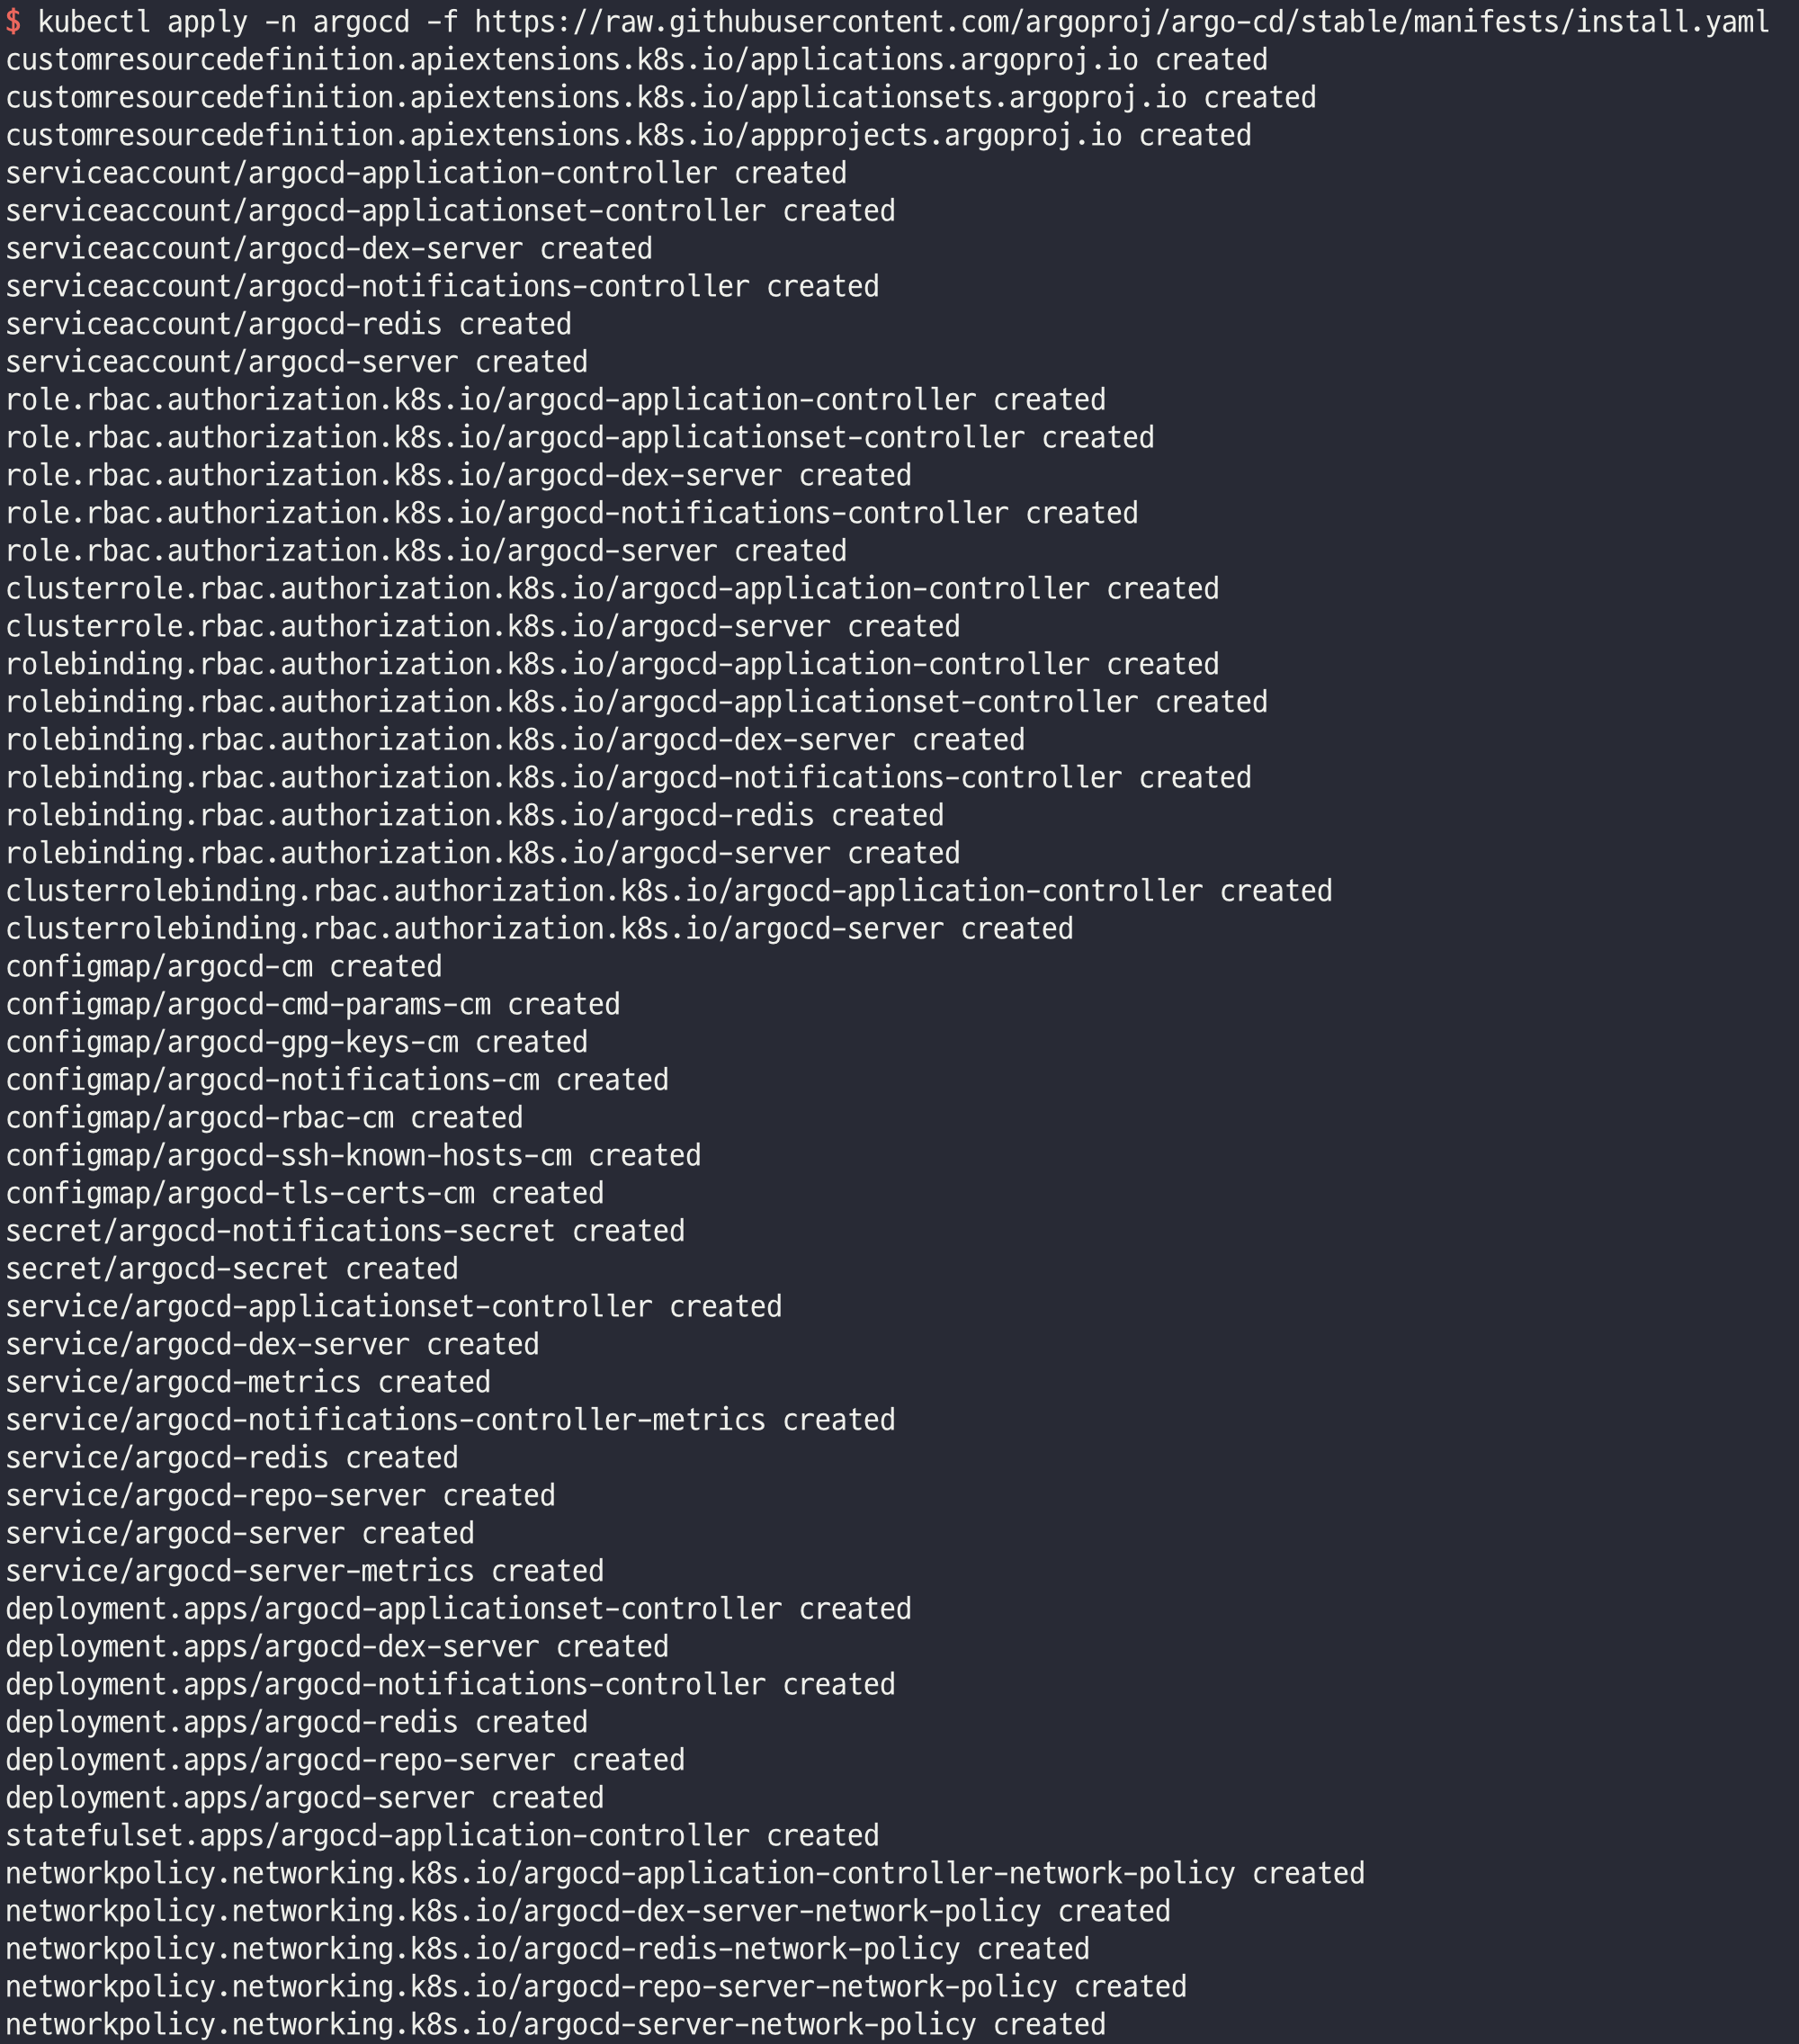 $ kubectl apply -n argocd -f https://raw.githubusercontent.com/argoproj/argo-cd/stable/manifests/install.yaml
customresourcedefinition.apiextensions.k8s.io/applications.argoproj.io created
customresourcedefinition.apiextensions.k8s.io/applicationsets.argoproj.io created
customresourcedefinition.apiextensions.k8s.io/appprojects.argoproj.io created
serviceaccount/argocd-application-controller created
serviceaccount/argocd-applicationset-controller created
serviceaccount/argocd-dex-server created
serviceaccount/argocd-notifications-controller created
serviceaccount/argocd-redis created
serviceaccount/argocd-server created
role.rbac.authorization.k8s.io/argocd-application-controller created
role.rbac.authorization.k8s.io/argocd-applicationset-controller created
role.rbac.authorization.k8s.io/argocd-dex-server created
role.rbac.authorization.k8s.io/argocd-notifications-controller created
role.rbac.authorization.k8s.io/argocd-server created
clusterrole.rbac.authorization.k8s.io/argocd-application-controller created
clusterrole.rbac.authorization.k8s.io/argocd-server created
rolebinding.rbac.authorization.k8s.io/argocd-application-controller created
rolebinding.rbac.authorization.k8s.io/argocd-applicationset-controller created
rolebinding.rbac.authorization.k8s.io/argocd-dex-server created
rolebinding.rbac.authorization.k8s.io/argocd-notifications-controller created
rolebinding.rbac.authorization.k8s.io/argocd-redis created
rolebinding.rbac.authorization.k8s.io/argocd-server created
clusterrolebinding.rbac.authorization.k8s.io/argocd-application-controller created
clusterrolebinding.rbac.authorization.k8s.io/argocd-server created
configmap/argocd-cm created
configmap/argocd-cmd-params-cm created
configmap/argocd-gpg-keys-cm created
configmap/argocd-notifications-cm created
configmap/argocd-rbac-cm created
configmap/argocd-ssh-known-hosts-cm created
configmap/argocd-tls-certs-cm created
secret/argocd-notifications-secret created
secret/argocd-secret created
service/argocd-applicationset-controller created
service/argocd-dex-server created
service/argocd-metrics created
service/argocd-notifications-controller-metrics created
service/argocd-redis created
service/argocd-repo-server created
service/argocd-server created
service/argocd-server-metrics created
deployment.apps/argocd-applicationset-controller created
deployment.apps/argocd-dex-server created
deployment.apps/argocd-notifications-controller created
deployment.apps/argocd-redis created
deployment.apps/argocd-repo-server created
deployment.apps/argocd-server created
statefulset.apps/argocd-application-controller created
networkpolicy.networking.k8s.io/argocd-application-controller-network-policy created
networkpolicy.networking.k8s.io/argocd-dex-server-network-policy created
networkpolicy.networking.k8s.io/argocd-redis-network-policy created
networkpolicy.networking.k8s.io/argocd-repo-server-network-policy created
networkpolicy.networking.k8s.io/argocd-server-network-policy created